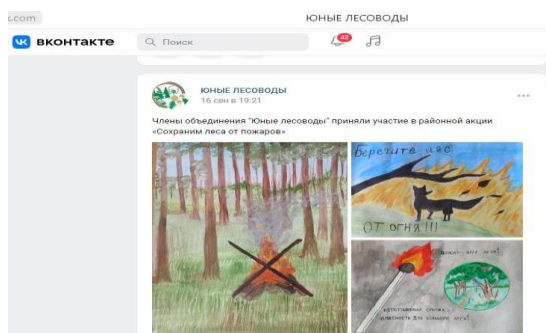 k.com
ЮНЫЕ ЛЕСОВОДЫ
вконтакте
Поиск
42
ЮНЫЕ ЛЕСОВОДЫ
16 сен в 19:21
Члены объединения "Юные лесоводы" приняли участие в районной акции
«Сохраним леса от пожаров»
Берегите лес
ОТ ОГНЯ!!!